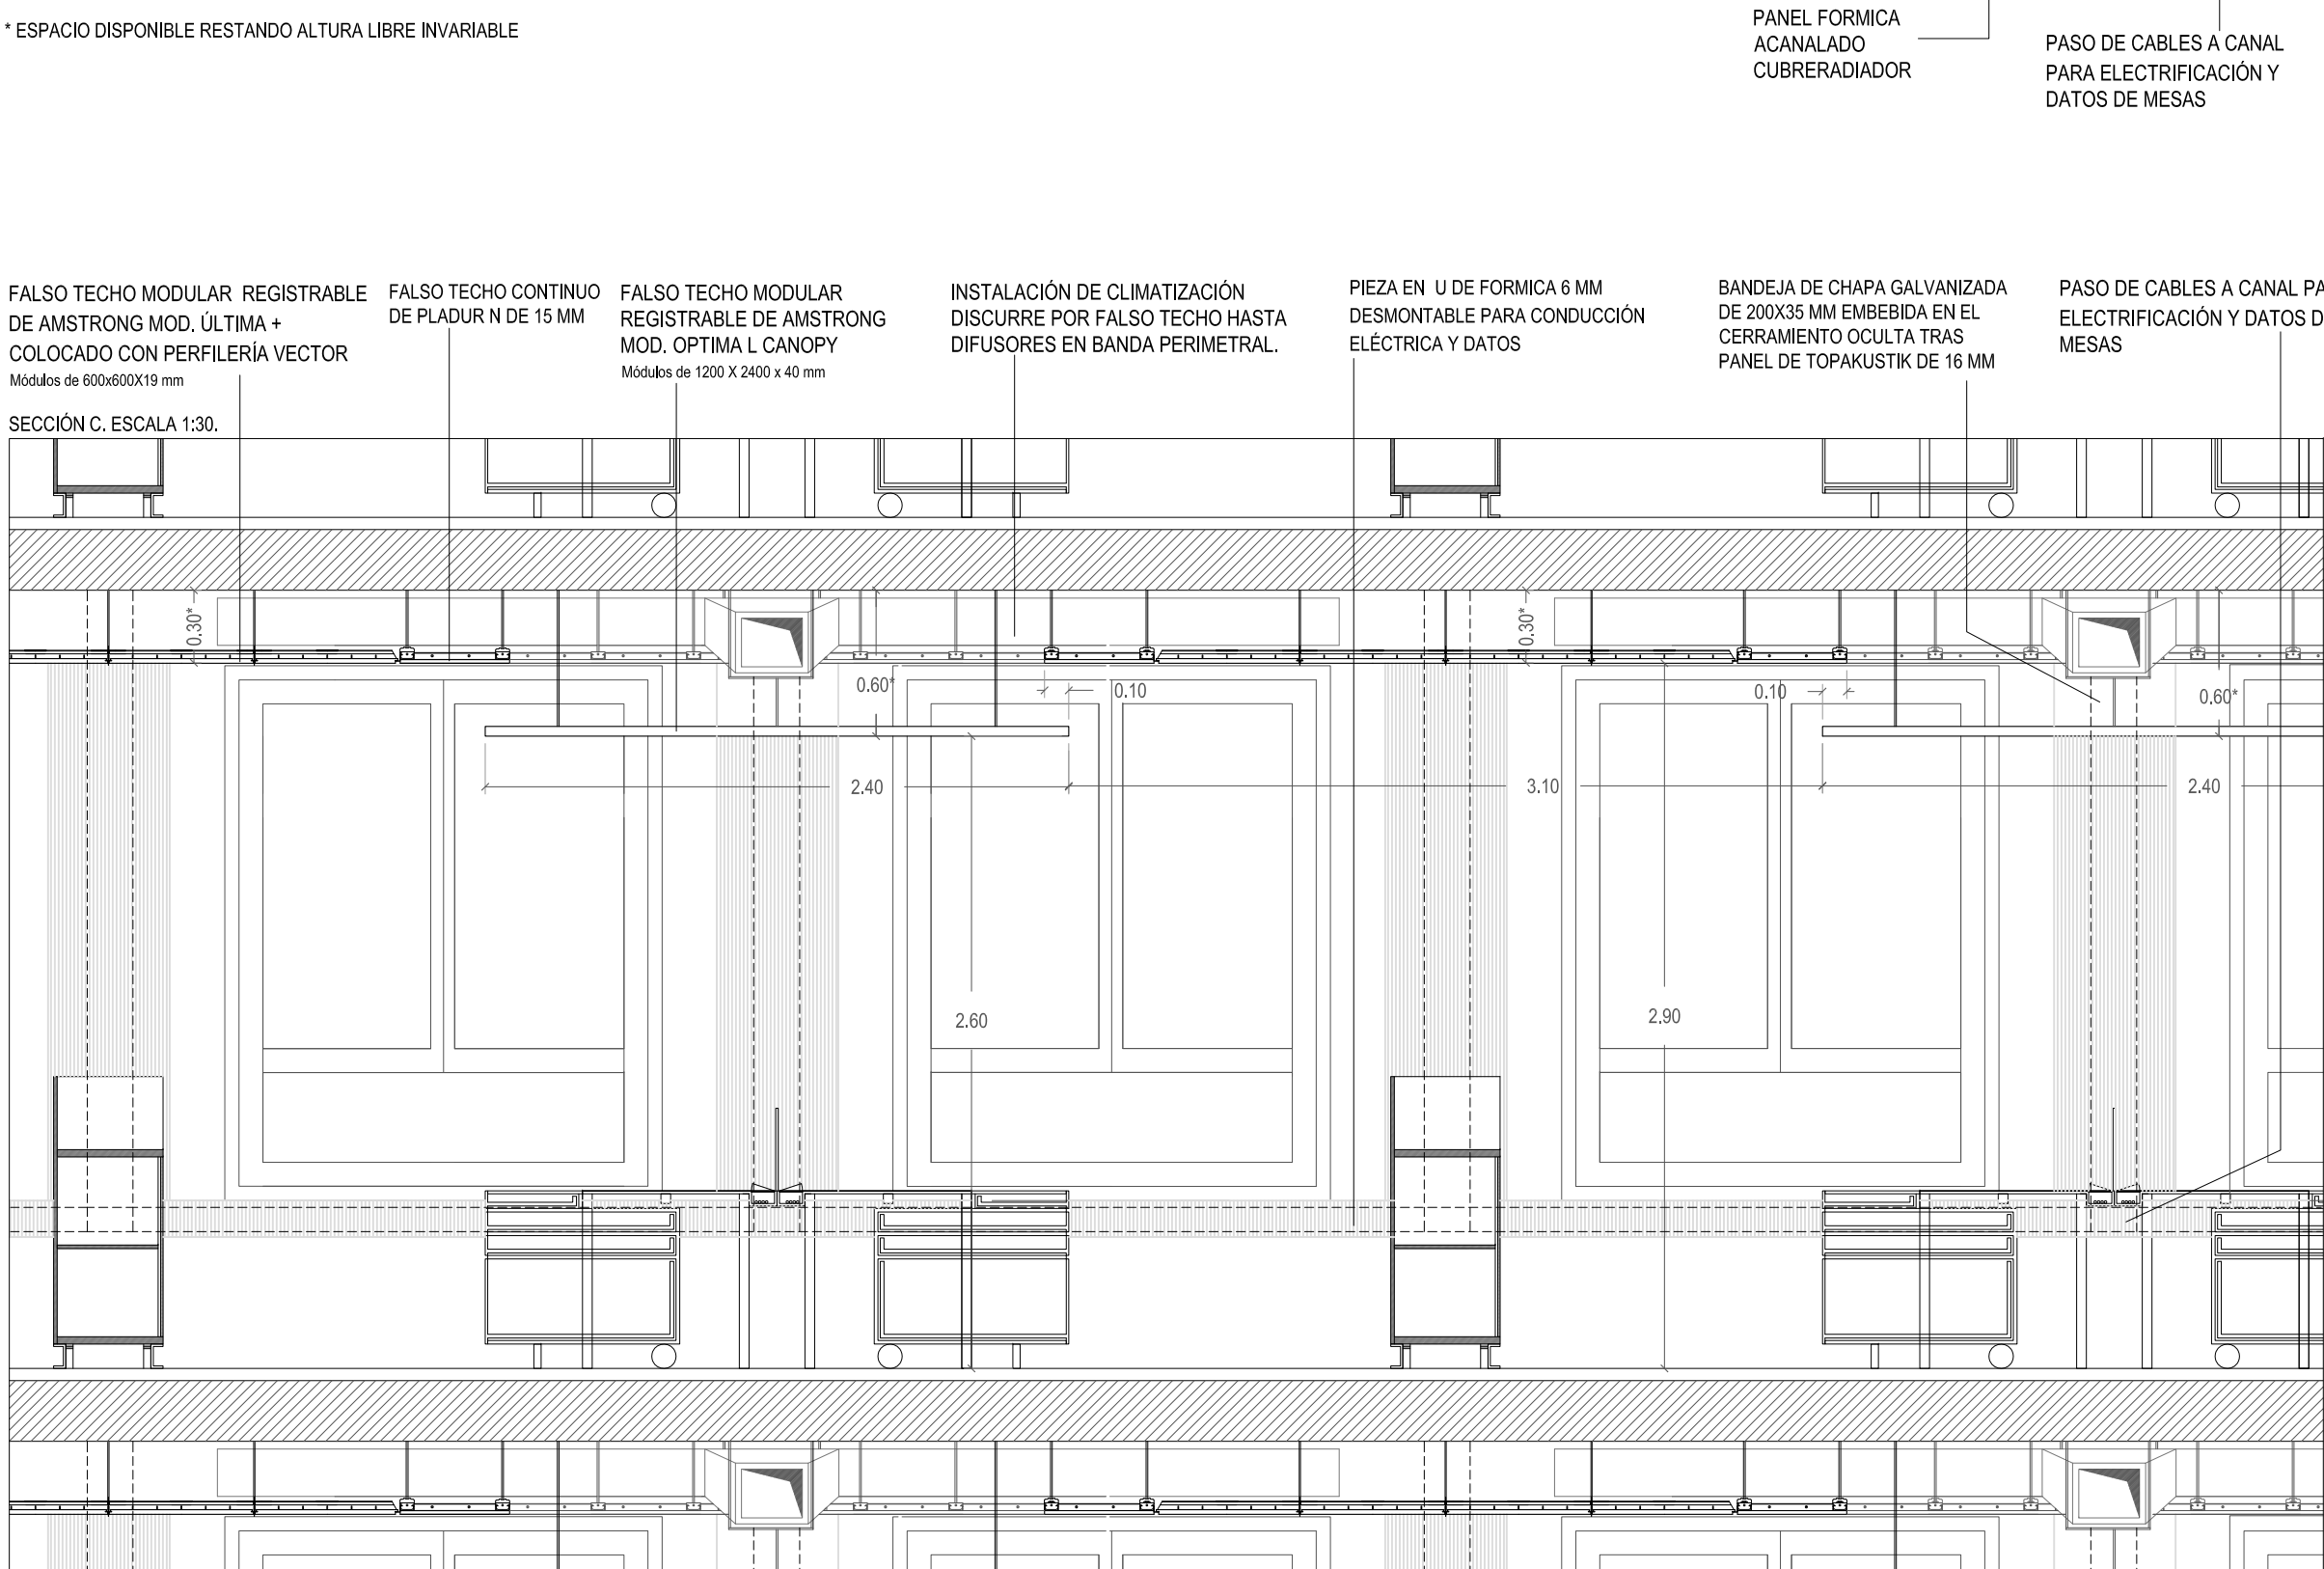 * ESPACIO DISPONIBLE RESTANDO ALTURA LIBRE INVARIABLE
PANEL FORMICA
ACANALADO
CUBRERADIADOR
PASO DE CABLES A CANAL
PARA ELECTRIFICACIÓN Y
DATOS DE MESAS
FALSO TECHO MODULAR REGISTRABLE
DE AMSTRONG MOD. ÚLTIMA +
COLOCADO CON PERFILERÍA VECTOR
Módulos de 600x600X19 mm
FALSO TECHO CONTINUO
DE PLADUR N DE 15 MM
FALSO TECHO MODULAR
REGISTRABLE DE AMSTRONG
MOD. OPTIMA L CANOPY
Módulos de 1200 X 2400 x 40 mm
INSTALACIÓN DE CLIMATIZACIÓN
DISCURRE POR FALSO TECHO HASTA
DIFUSORES EN BANDA PERIMETRAL.
PIEZA EN U DE FORMICA 6 MM
DESMONTABLE PARA CONDUCCIÓN
ELÉCTRICA Y DATOS
BANDEJA DE CHAPA GALVANIZADA
DE 200X35 MM EMBEBIDA EN EL
CERRAMIENTO OCULTA TRAS
PANEL DE TOPAKUSTIK DE 16 MM
PASO DE CABLES A CANAL PA
ELECTRIFICACIÓN Y DATOS D
MESAS
SECCIÓN C. ESCALA 1:30.
0.30*
0.30*
0.60*
0.10
0.10
0.60*
2.40
3.10
2.40
2.60
2.90